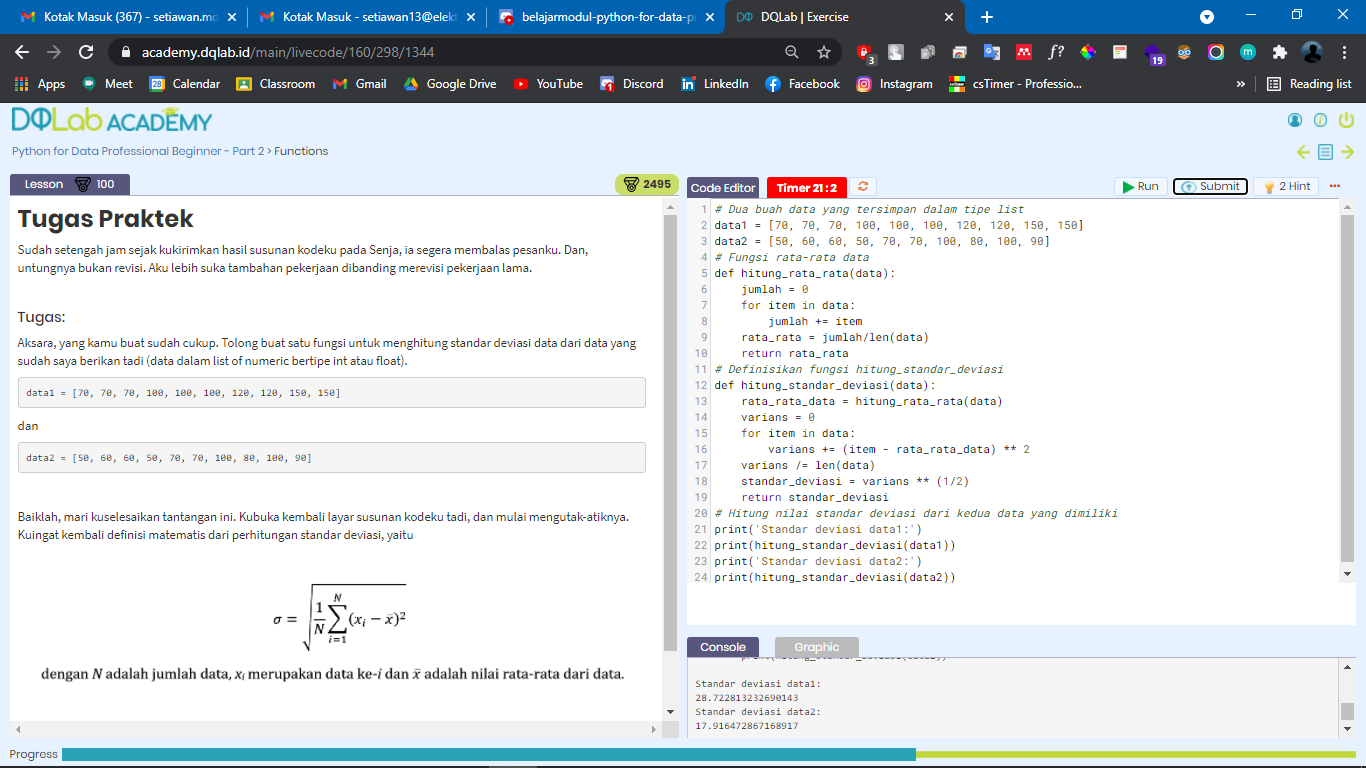 Kotak Masuk (367) - setiawan.mo
Kotak Masuk - setiawan13@elekt
belajarmodul-python-for-data-p
DQLab | Exercise
academy.dqlab.id/main/livecode/160/298/1344
3
19
Apps
Meet
28
Calendar
Classroom
Gmail
Google Drive
YouTube
1
Discord
LinkedIn
Facebook
Instagram
csTimer - Professio...
»
Reading list
DQLab ACADEMY
Python for Data Professional Beginner - Part 2 > Functions
Lesson 100
2495
Tugas Praktek
Sudah setengah jam sejak kukirimkan hasil susunan kodeku pada Senja, ia segera membalas pesanku. Dan,
untungnya bukan revisi. Aku lebih suka tambahan pekerjaan dibanding merevisi pekerjaan lama.
Tugas:
Aksara, yang kamu buat sudah cukup. Tolong buat satu fungsi untuk menghitung standar deviasi data dari data yang
sudah saya berikan tadi (data dalam list of numeric bertipe int atau float).
data1 = [70, 70, 70, 100, 100, 100, 120, 120, 150, 150]
dan
data2 = [50, 60, 60, 50, 70, 70, 100, 80, 100, 90]
Baiklah, mari kuselesaikan tantangan ini. Kubuka kembali layar susunan kodeku tadi, dan mulai mengutak-atiknya.
Kuingat kembali definisi matematis dari perhitungan standar deviasi, yaitu
σ = √(1/N ∑_{i=1}^{N} (xᵢ − x̄)²)
dengan N adalah jumlah data, xᵢ merupakan data ke-i dan x̄ adalah nilai rata-rata dari data.
Code Editor
Timer 21 : 2
Run
Submit
2 Hint
1 # Dua buah data yang tersimpan dalam tipe list
2 data1 = [70, 70, 70, 100, 100, 100, 120, 120, 150, 150]
3 data2 = [50, 60, 60, 50, 70, 70, 100, 80, 100, 90]
4 # Fungsi rata-rata data
5 def hitung_rata_rata(data):
6     jumlah = 0
7     for item in data:
8         jumlah += item
9     rata_rata = jumlah/len(data)
10     return rata_rata
11 # Definisikan fungsi hitung_standar_deviasi
12 def hitung_standar_deviasi(data):
13     rata_rata_data = hitung_rata_rata(data)
14     varians = 0
15     for item in data:
16         varians += (item - rata_rata_data) ** 2
17     varians /= len(data)
18     standar_deviasi = varians ** (1/2)
19     return standar_deviasi
20 # Hitung nilai standar deviasi dari kedua data yang dimiliki
21 print('Standar deviasi data1:')
22 print(hitung_standar_deviasi(data1))
23 print('Standar deviasi data2:')
24 print(hitung_standar_deviasi(data2))
Console
Graphic
Standar deviasi data1:
28.722813232690143
Standar deviasi data2:
17.916472867168917
Progress